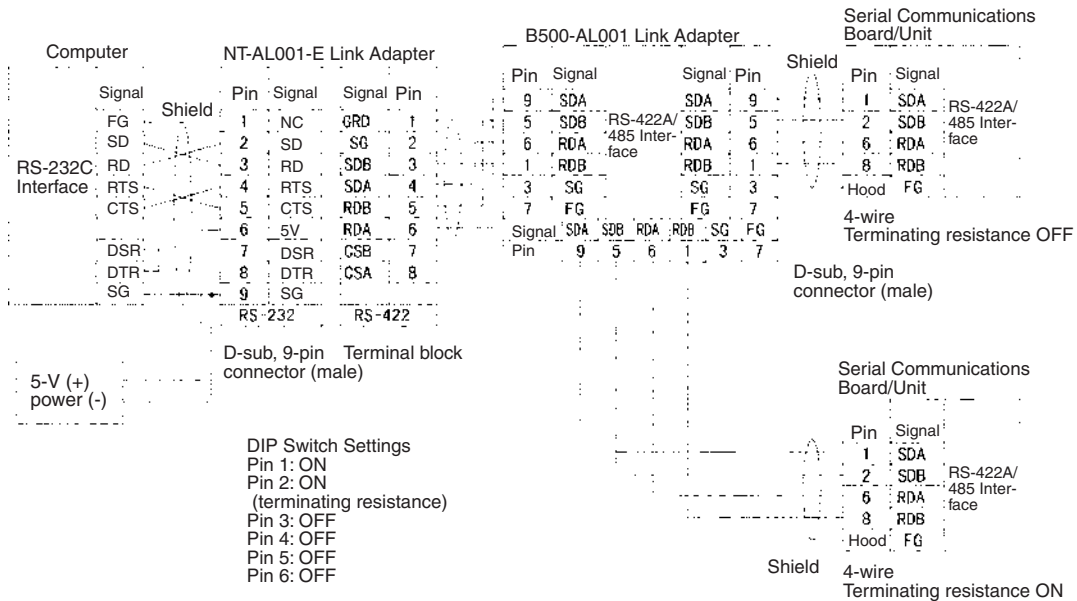 Computer
Signal
FG
SD
RD
RTS
CTS
DSR
DTR
SG
RS-232C
Interface
Shield
NT-AL001-E Link Adapter
Pin Signal Signal Pin
1 NC GRD 1
2 SD SG 2
3 RD SDB 3
4 RTS SDA 4
5 CTS RDB 5
6 5V RDA 6
7 DSR CSB 7
8 DTR CSA 8
9 SG
RS-232 RS-422
D-sub, 9-pin
connector (male)
Terminal block
5-V (+)
power (-)
DIP Switch Settings
Pin 1: ON
Pin 2: ON
(terminating resistance)
Pin 3: OFF
Pin 4: OFF
Pin 5: OFF
Pin 6: OFF
B500-AL001 Link Adapter
Pin Signal Signal Pin
9 SDA SDA 9
5 SDB SDB 5
6 RDA RDA 6
1 RDB RDB 1
3 SG SG 3
7 FG FG 7
RS-422A/
485 Inter-
face
Signal SDA SDB RDA RDB SG FG
Pin 9 5 6 1 3 7
D-sub, 9-pin
connector (male)
Shield
Serial Communications
Board/Unit
Pin Signal
1 SDA
2 SDB
6 RDA
8 RDB
Hood FG
RS-422A/
485 Inter-
face
4-wire
Terminating resistance OFF
Serial Communications
Board/Unit
Pin Signal
1 SDA
2 SDB
6 RDA
8 RDB
Hood FG
RS-422A/
485 Inter-
face
Shield
4-wire
Terminating resistance ON